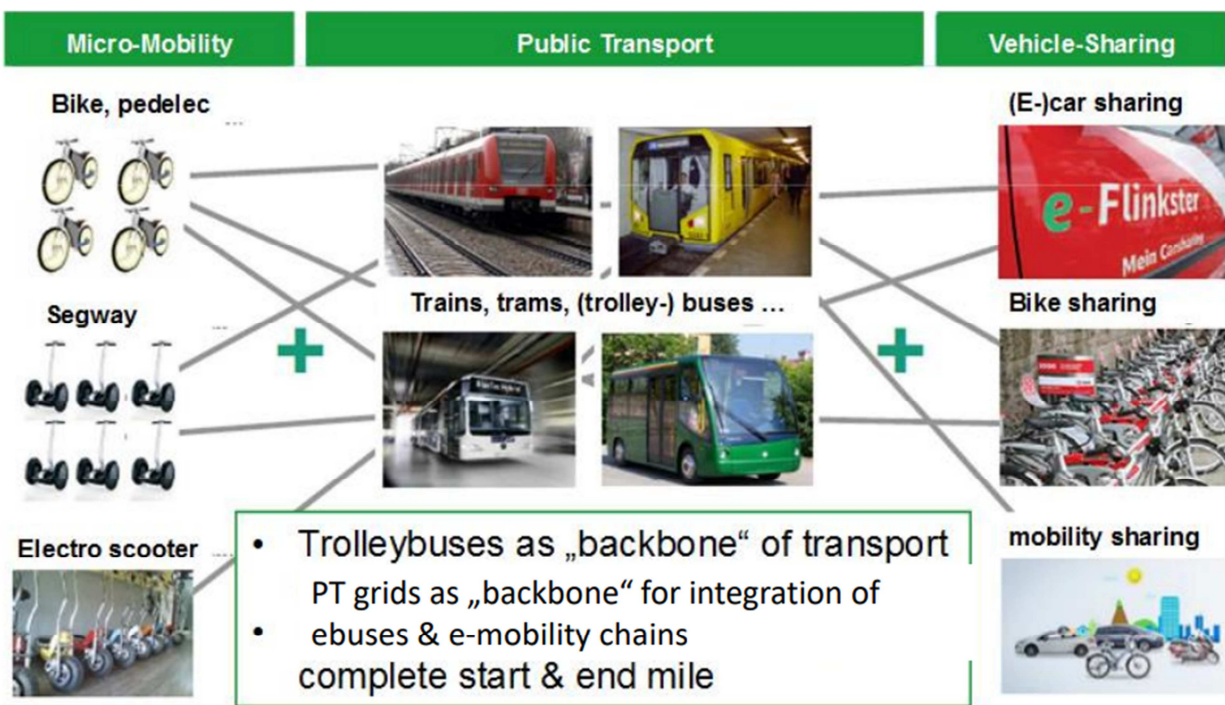 Micro-Mobility
Public Transport
Vehicle-Sharing
Bike, pedelec
...
(E-)car sharing
e-Flinkster
Mein Carsharing
Trains, trams, (trolley-) buses ...
Segway
...
Bike sharing
+
+
Electro scooter ...
mobility sharing
• Trolleybuses as „backbone“ of transport
PT grids as „backbone“ for integration of
• ebuses & e-mobility chains
complete start & end mile